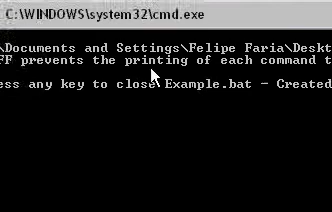 C:\WINDOWS\system32\cmd.exe
\Documents and Settings\Felipe Faria\Deskt
FF prevents the printing of each command t
ess any key to close Example.bat - Created